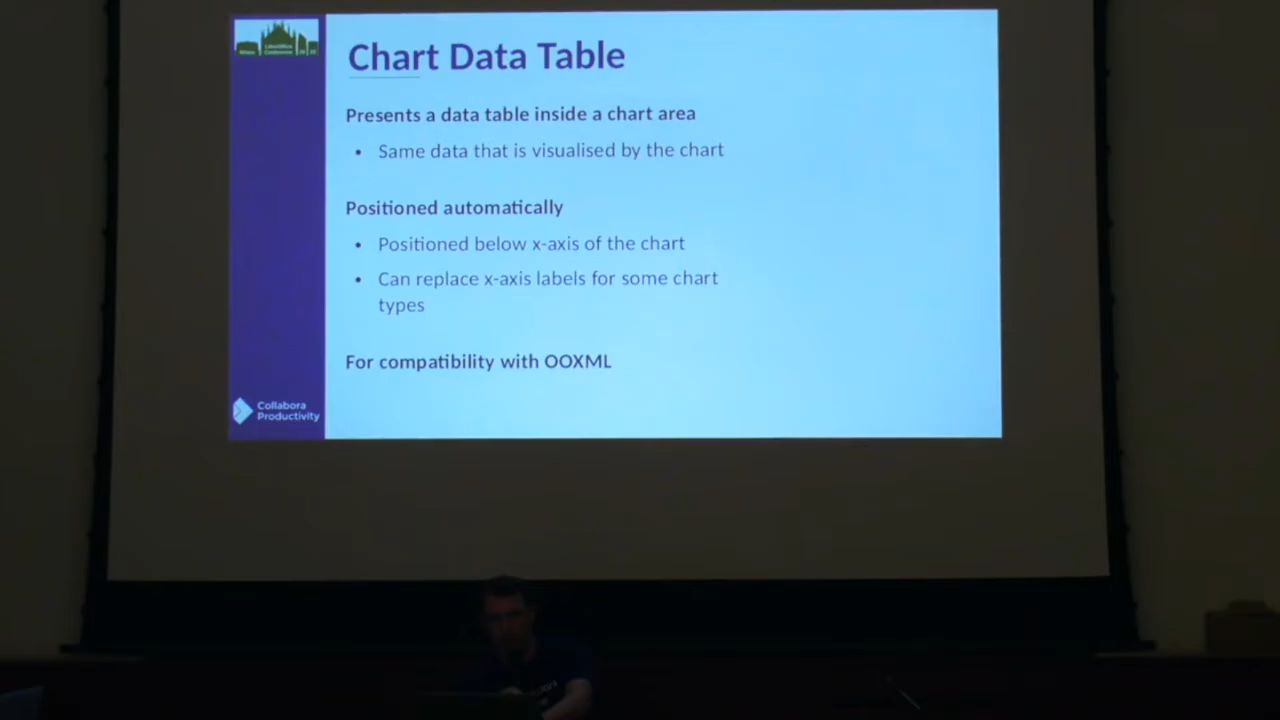 LibreOffice
Conference
Chart Data Table
Presents a data table inside a chart area
• Same data that is visualised by the chart
Positioned automatically
• Positioned below x-axis of the chart
• Can replace x-axis labels for some chart
types
For compatibility with OOXML
Collabora
Productivity